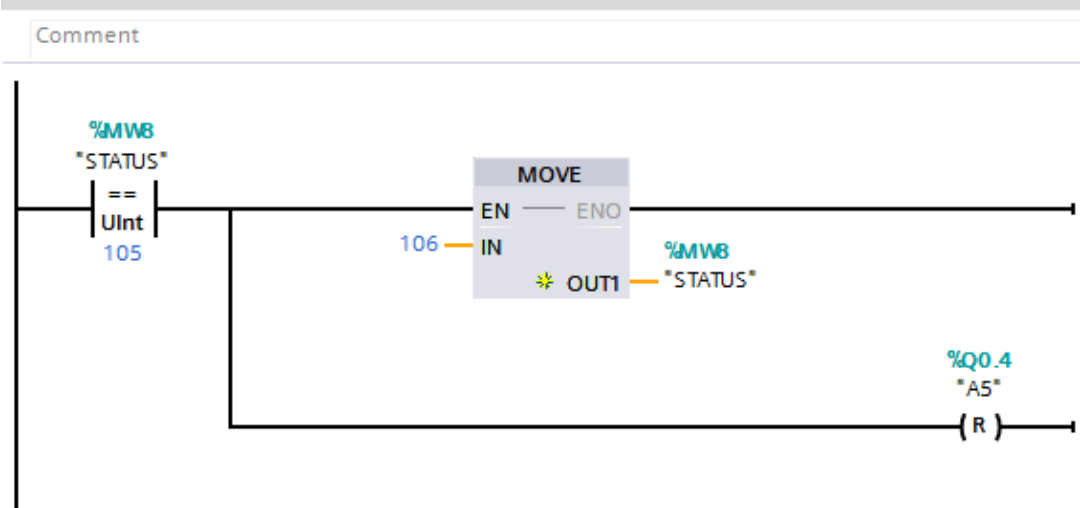 Comment
%MW8
"STATUS"
==
UInt
105
MOVE
EN ENO
106 IN
%MW8
OUT1 "STATUS"
%Q0.4
"A5"
( R )